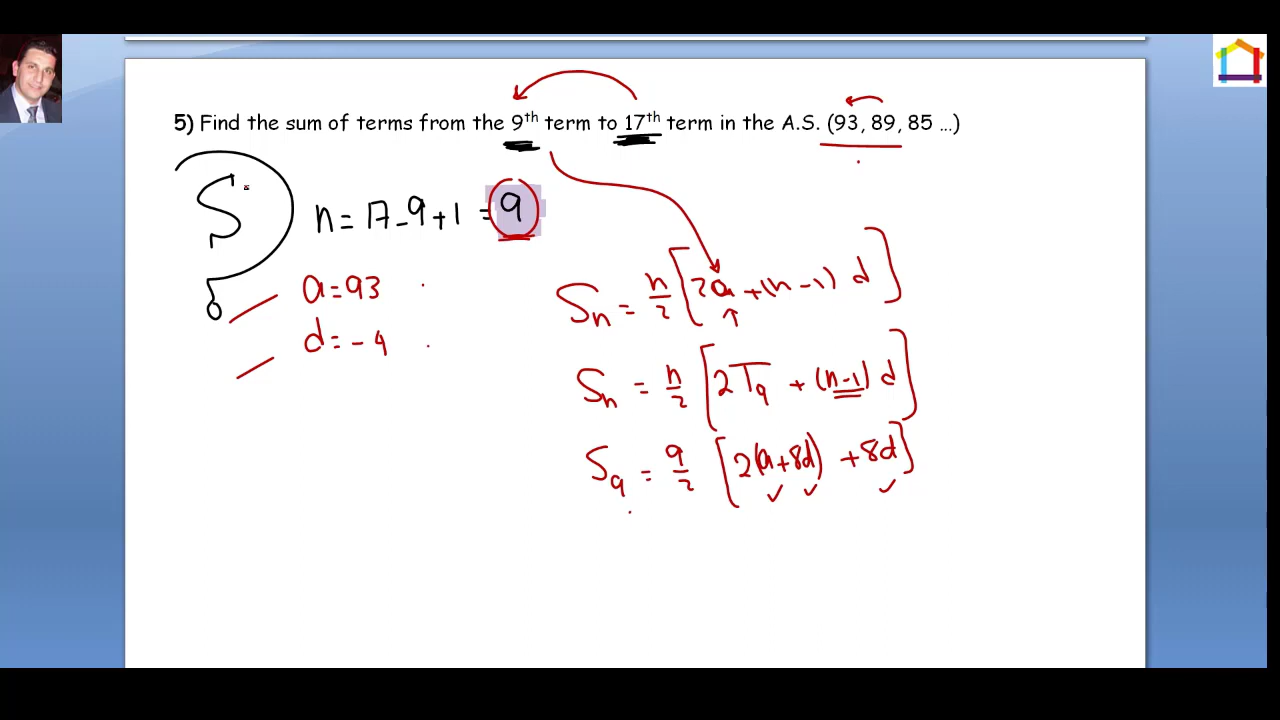 5) Find the sum of terms from the 9th term to 17th term in the A.S. (93, 89, 85 ...)
S n = 17 - 9 + 1 = 9
a = 93
d = - 4
Sn = n/2 [2a + (n - 1) d]
Sn = n/2 [2T9 + (n-1) d]
S9 = 9/2 [2(a+8d) + 8d]